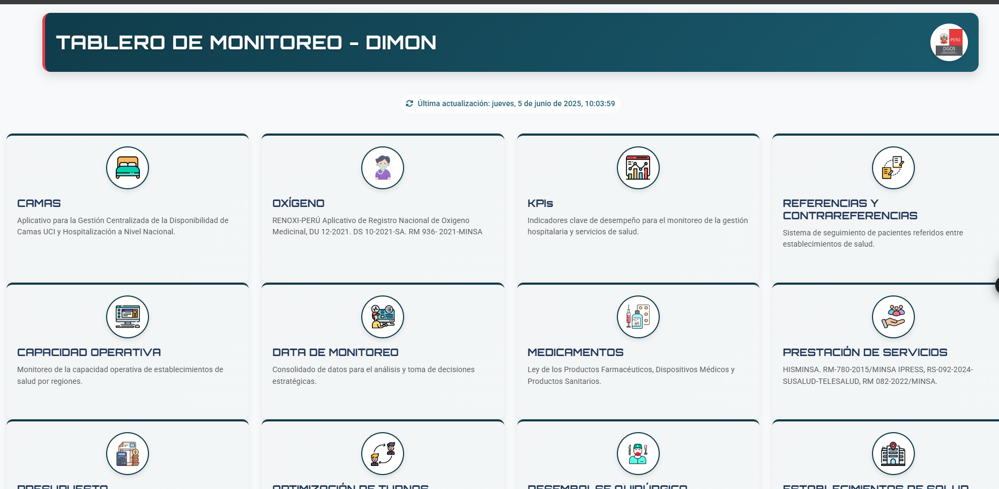 TABLERO DE MONITOREO - DIMON
PERÚ
DGOS
Última actualización: jueves, 5 de junio de 2025, 10:03:59
CAMAS
Aplicativo para la Gestión Centralizada de la Disponibilidad de
Camas UCI y Hospitalización a Nivel Nacional.
OXÍGENO
RENOXI-PERÚ Aplicativo de Registro Nacional de Oxigeno
Medicinal, DU 12-2021. DS 10-2021-SA. RM 936- 2021-MINSA
KPIs
Indicadores clave de desempeño para el monitoreo de la gestión
hospitalaria y servicios de salud.
REFERENCIAS Y
CONTRAREFERENCIAS
Sistema de seguimiento de pacientes referidos entre
establecimientos de salud.
CAPACIDAD OPERATIVA
Monitoreo de la capacidad operativa de establecimientos de
salud por regiones.
DATA DE MONITOREO
Consolidado de datos para el análisis y toma de decisiones
estratégicas.
MEDICAMENTOS
Ley de los Productos Farmacéuticos, Dispositivos Médicos y
Productos Sanitarios.
PRESTACIÓN DE SERVICIOS
HISMINSA. RM-780-2015/MINSA IPRESS, RS-092-2024-
SUSALUD-TELESALUD, RM 082-2022/MINSA.
PRESUPUESTO
OPTIMIZACIÓN DE TURNOS
DESEMBALSE QUIRÚRGICO
ESTABLECIMIENTOS DE SALUD